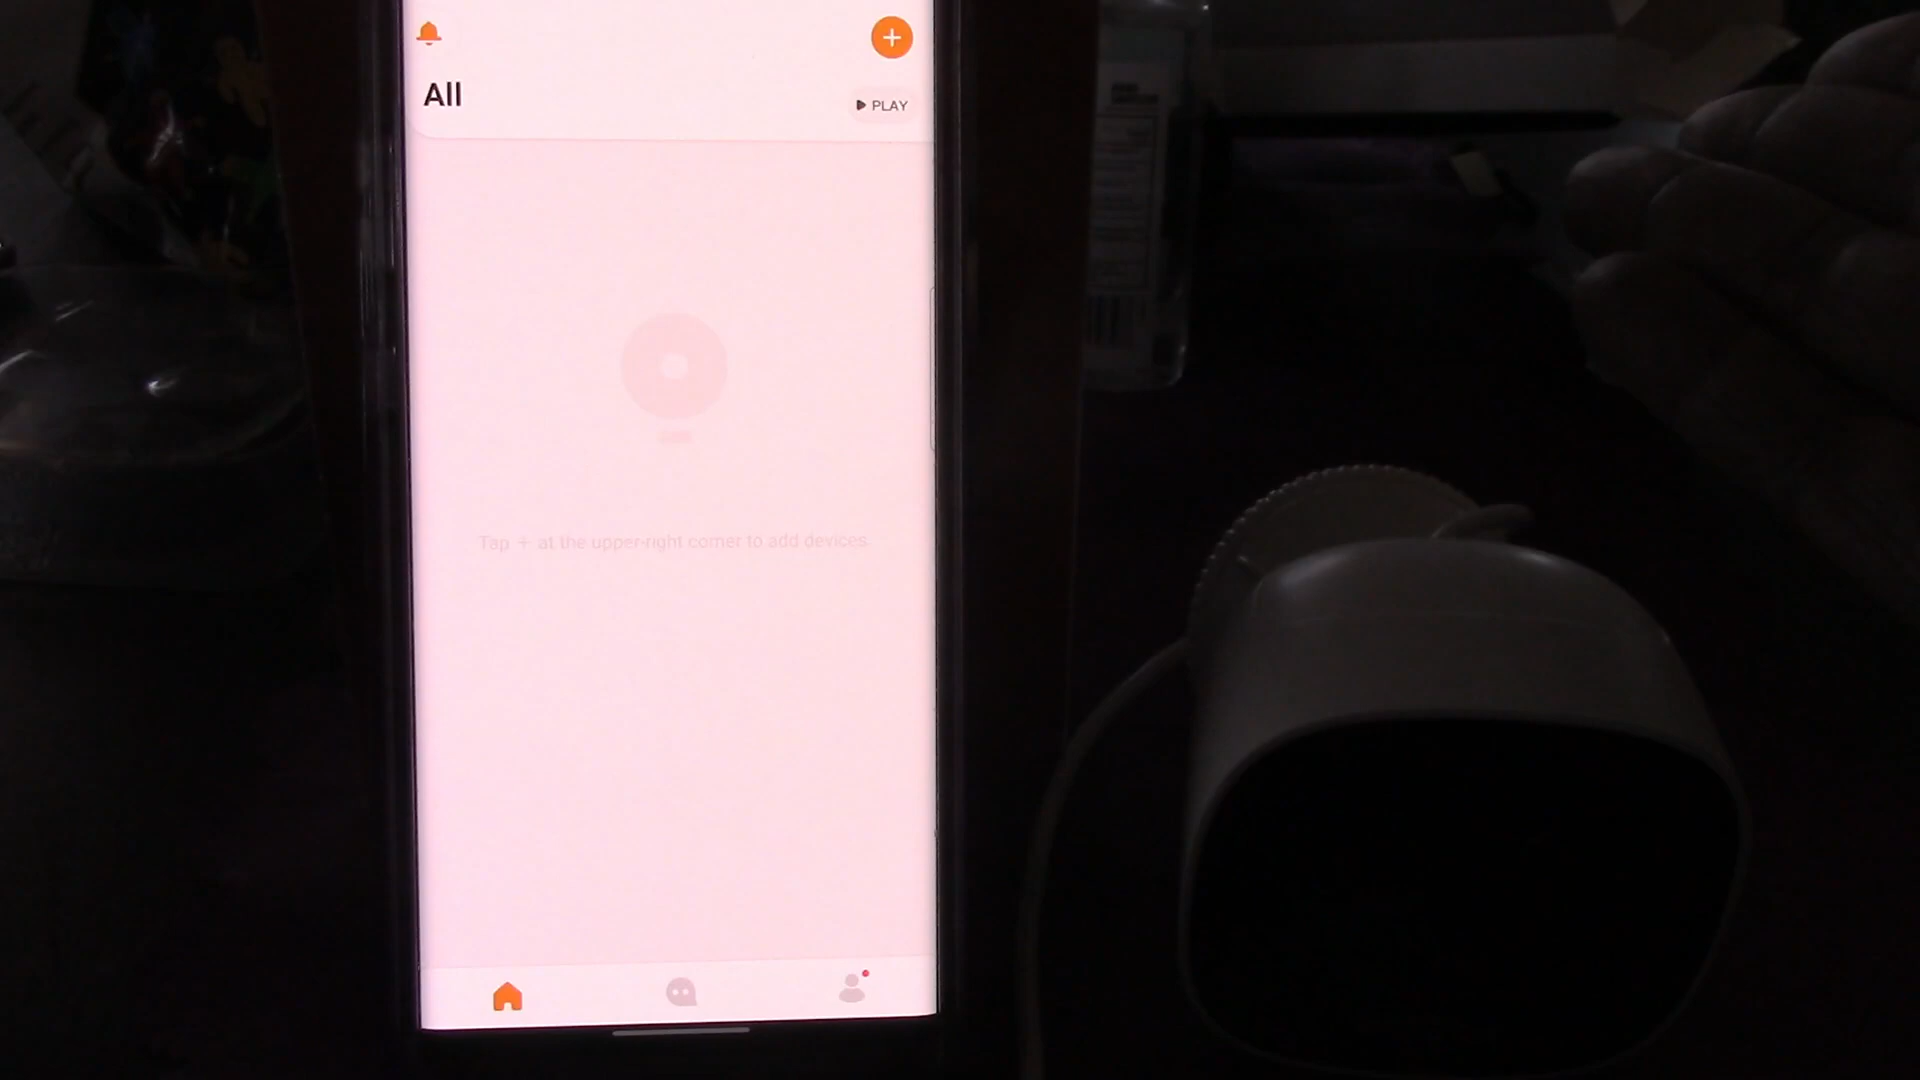 All
PLAY
Tap + at the upper-right corner to add devices.